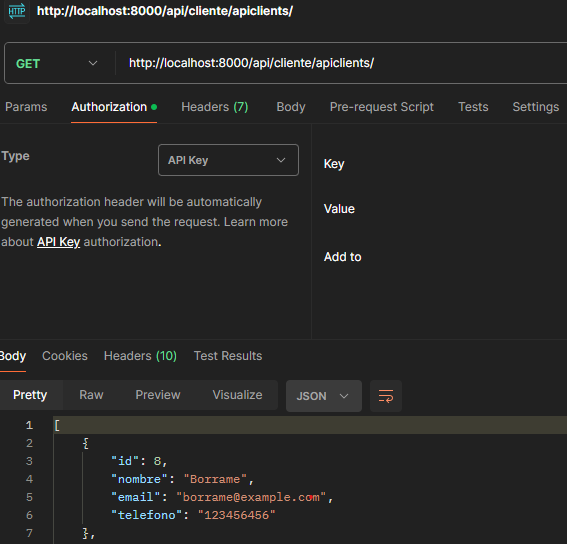 HTTP http://localhost:8000/api/cliente/apiclients/
GET http://localhost:8000/api/cliente/apiclients/
Params Authorization Headers (7) Body Pre-request Script Tests Settings
Type API Key
The authorization header will be automatically
generated when you send the request. Learn more
about API Key authorization.
Key
Value
Add to
Body Cookies Headers (10) Test Results
Pretty Raw Preview Visualize JSON
1 [
2 {
3 "id": 8,
4 "nombre": "Borrame",
5 "email": "borrame@example.com",
6 "telefono": "123456456"
7 },